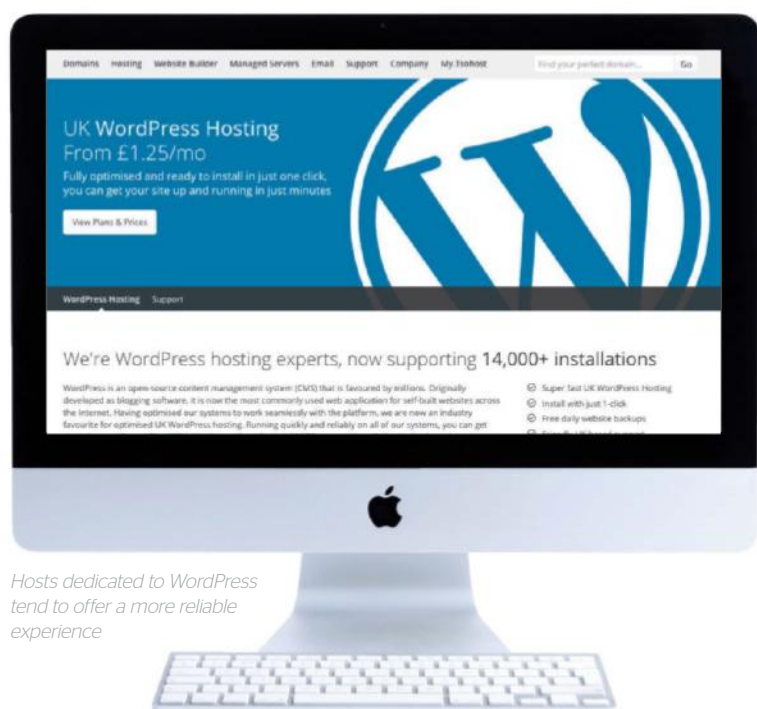 Domains Hosting Website Builder Managed Servers Email Support Company My Tsohost Find your perfect domain... Go
UK WordPress Hosting
From £1.25/mo
Fully optimised and ready to install in just one click,
you can get your site up and running in just minutes
View Plans & Prices
WordPress Hosting Support
We're WordPress hosting experts, now supporting 14,000+ installations
WordPress is an open-source content management system (CMS) that is favoured by millions. Originally
developed as blogging software, it is now the most commonly used web application for self-built websites across
the internet. Having optimised our systems to work seamlessly with the platform, we are now an industry
favourite for optimised UK WordPress hosting. Running quickly and reliably on all of our systems, you can get
Super fast UK WordPress Hosting
Install with just 1-click
Free daily website backups
Hosts dedicated to WordPress
tend to offer a more reliable
experience